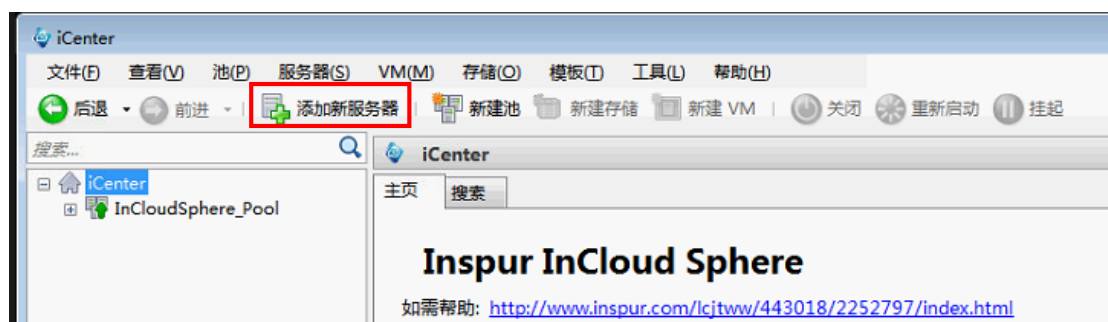 iCenter
文件(F) 查看(V) 池(P) 服务器(S) VM(M) 存储(O) 模板(T) 工具(L) 帮助(H)
后退 前进 添加新服务器 新建池 新建存储 新建 VM 关闭 重新启动 挂起
搜索... iCenter
iCenter 主页 搜索
InCloudSphere_Pool
Inspur InCloud Sphere
如需帮助: http://www.inspur.com/lcjtww/443018/2252797/index.html